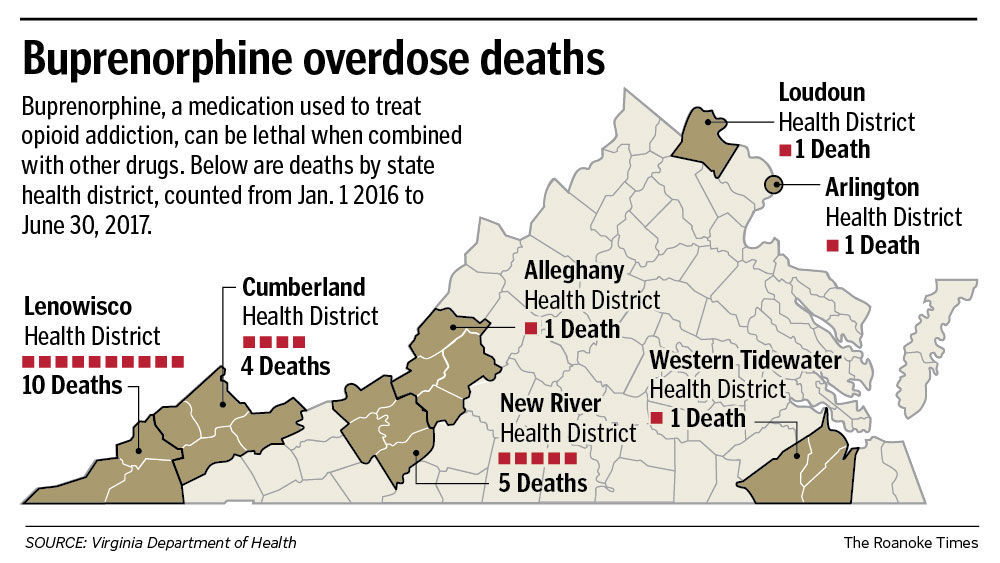 Buprenorphine overdose deaths
Buprenorphine, a medication used to treat
opioid addiction, can be lethal when combined
with other drugs. Below are deaths by state
health district, counted from Jan. 1 2016 to
June 30, 2017.
Loudoun
Health District
1 Death
Arlington
Health District
1 Death
Alleghany
Health District
1 Death
Cumberland
Health District
4 Deaths
Lenowisco
Health District
10 Deaths
Western Tidewater
Health District
1 Death
New River
Health District
5 Deaths
SOURCE: Virginia Department of Health
The Roanoke Times